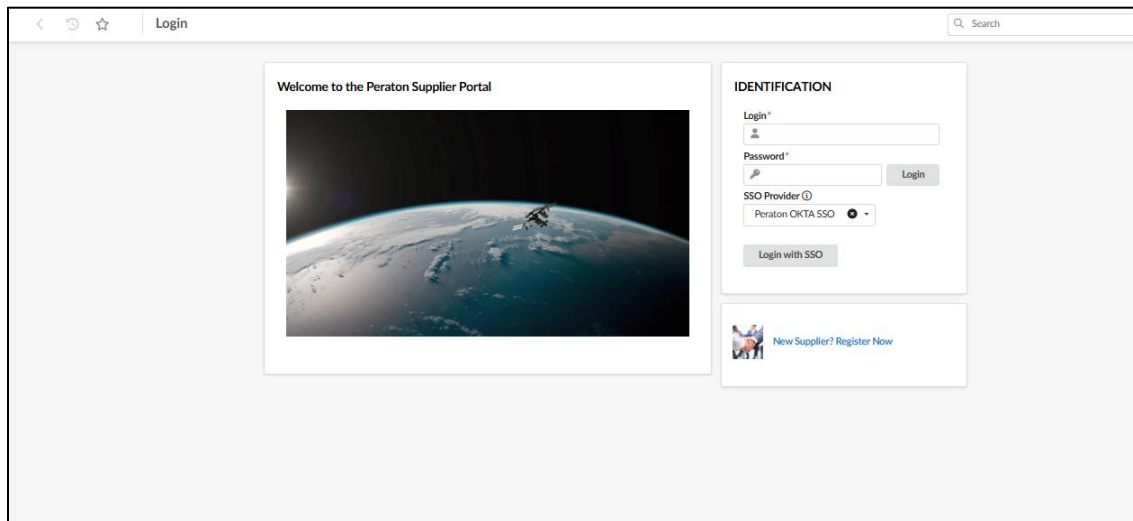 Login
Search
Welcome to the Peraton Supplier Portal
IDENTIFICATION
Login*
Password*
Login
SSO Provider
Peraton OKTA SSO
Login with SSO
New Supplier? Register Now